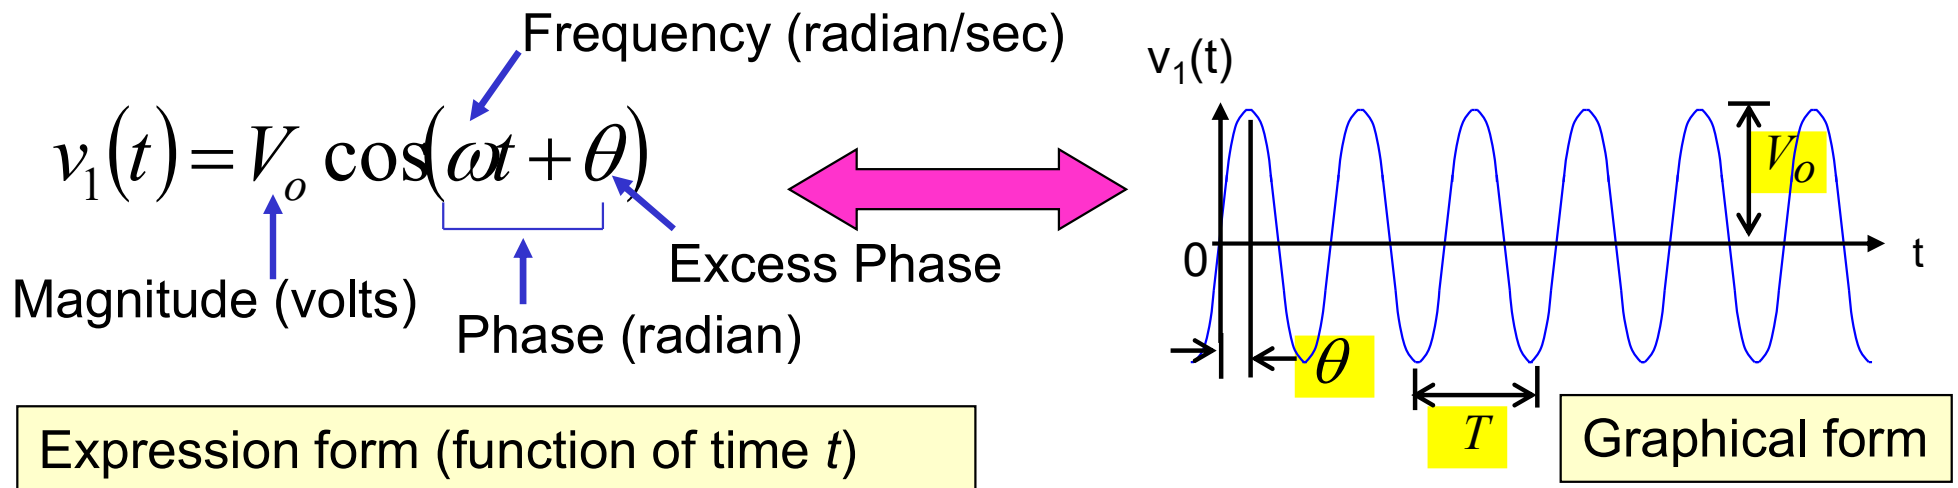 Frequency (radian/sec)
v₁(t) = Vₒ cos(ωt + θ)
Magnitude (volts)
Phase (radian)
Excess Phase
Expression form (function of time t)
v₁(t)
Vₒ
0
t
θ
T
Graphical form